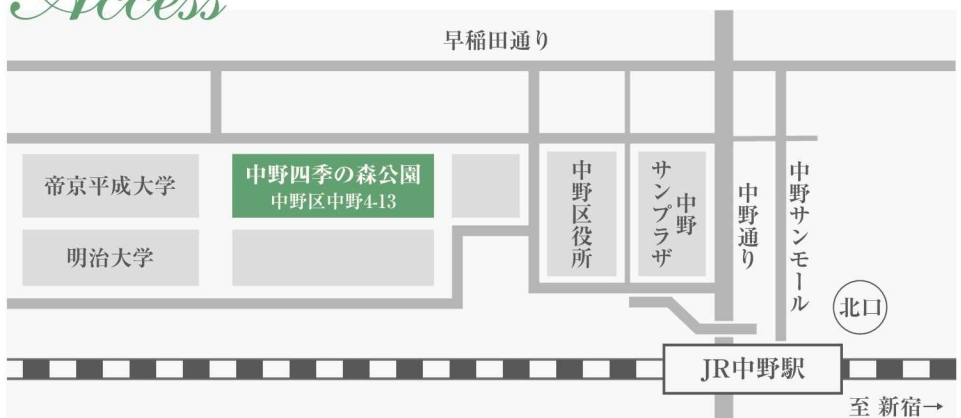 Access
早稲田通り
帝京平成大学
中野四季の森公園
中野区中野4-13
明治大学
中野区役所
中野
サンプラザ
中野通り
中野サンモール
北口
JR中野駅
至 新宿→